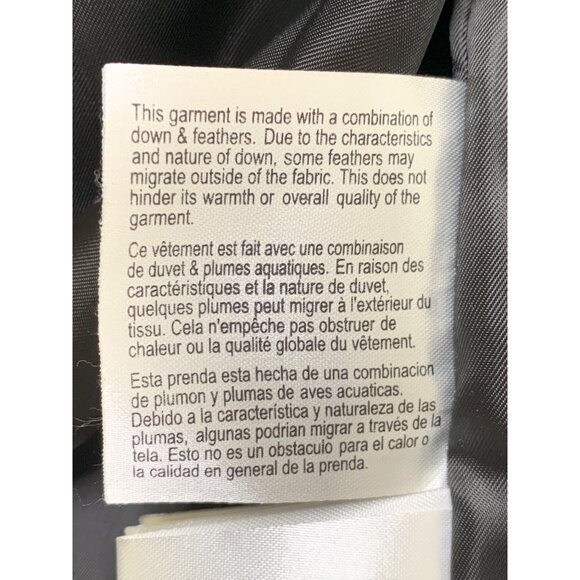 This garment is made with a combination of
down & feathers. Due to the characteristics
and nature of down, some feathers may
migrate outside of the fabric. This does not
hinder its warmth or overall quality of the
garment.
Ce vêtement est fait avec une combinaison
de duvet & plumes aquatiques. En raison des
caractéristiques et la nature de duvet,
quelques plumes peut migrer à l'extérieur du
tissu. Cela n'empêche pas obstruer de
chaleur ou la qualité globale du vêtement.
Esta prenda esta hecha de una combinacion
de plumon y plumas de aves acuaticas.
Debido a la característica y naturaleza de las
plumas, algunas podrian migrar a través de la
tela. Esto no es un obstaculo para el calor o
la calidad en general de la prenda.